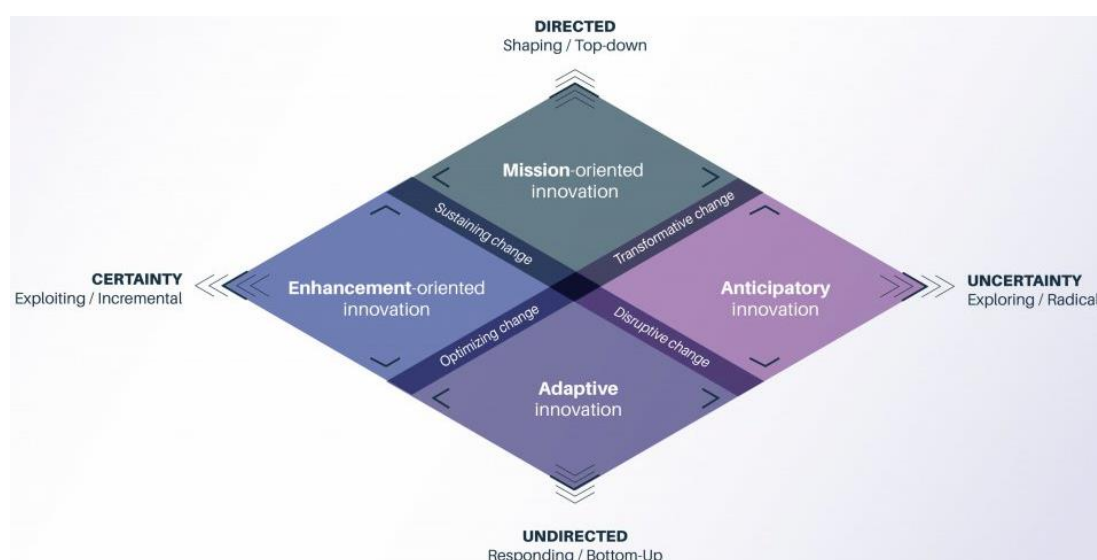 DIRECTED
Shaping / Top-down
Mission-oriented
innovation
Sustaining change
Transformative change
CERTAINTY
Exploiting / Incremental
Enhancement-oriented
innovation
Anticipatory
innovation
UNCERTAINTY
Exploring / Radical
Optimizing change
Disruptive change
Adaptive
innovation
UNDIRECTED
Responding / Bottom-Up